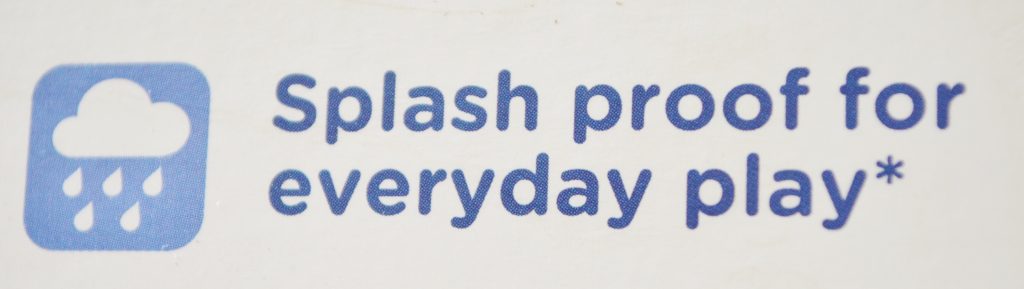 Splash proof for
everyday play*